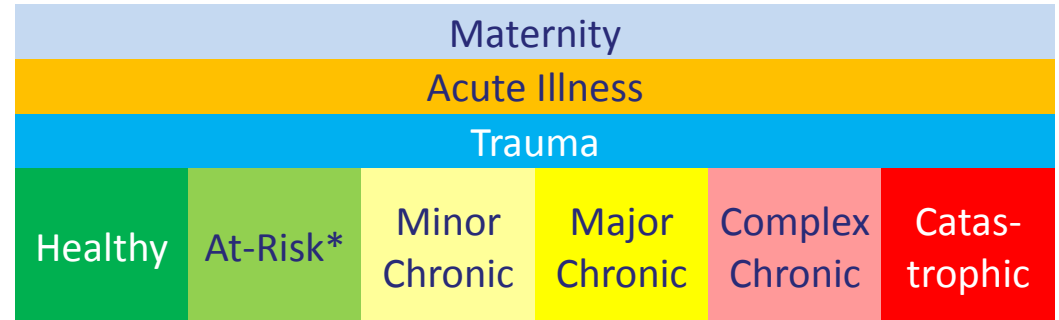 Maternity
Acute Illness
Trauma
Healthy
At-Risk*
Minor
Chronic
Major
Chronic
Complex
Chronic
Catas-
trophic